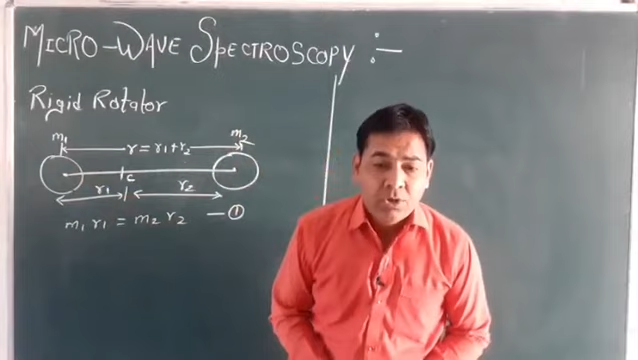 MICRO-WAVE SPECTROSCOPY :-
Rigid Rotator
m₁ m₂
r = r₁+r₂
c
r₁ r₂
m₁ r₁ = m₂ r₂ — ①